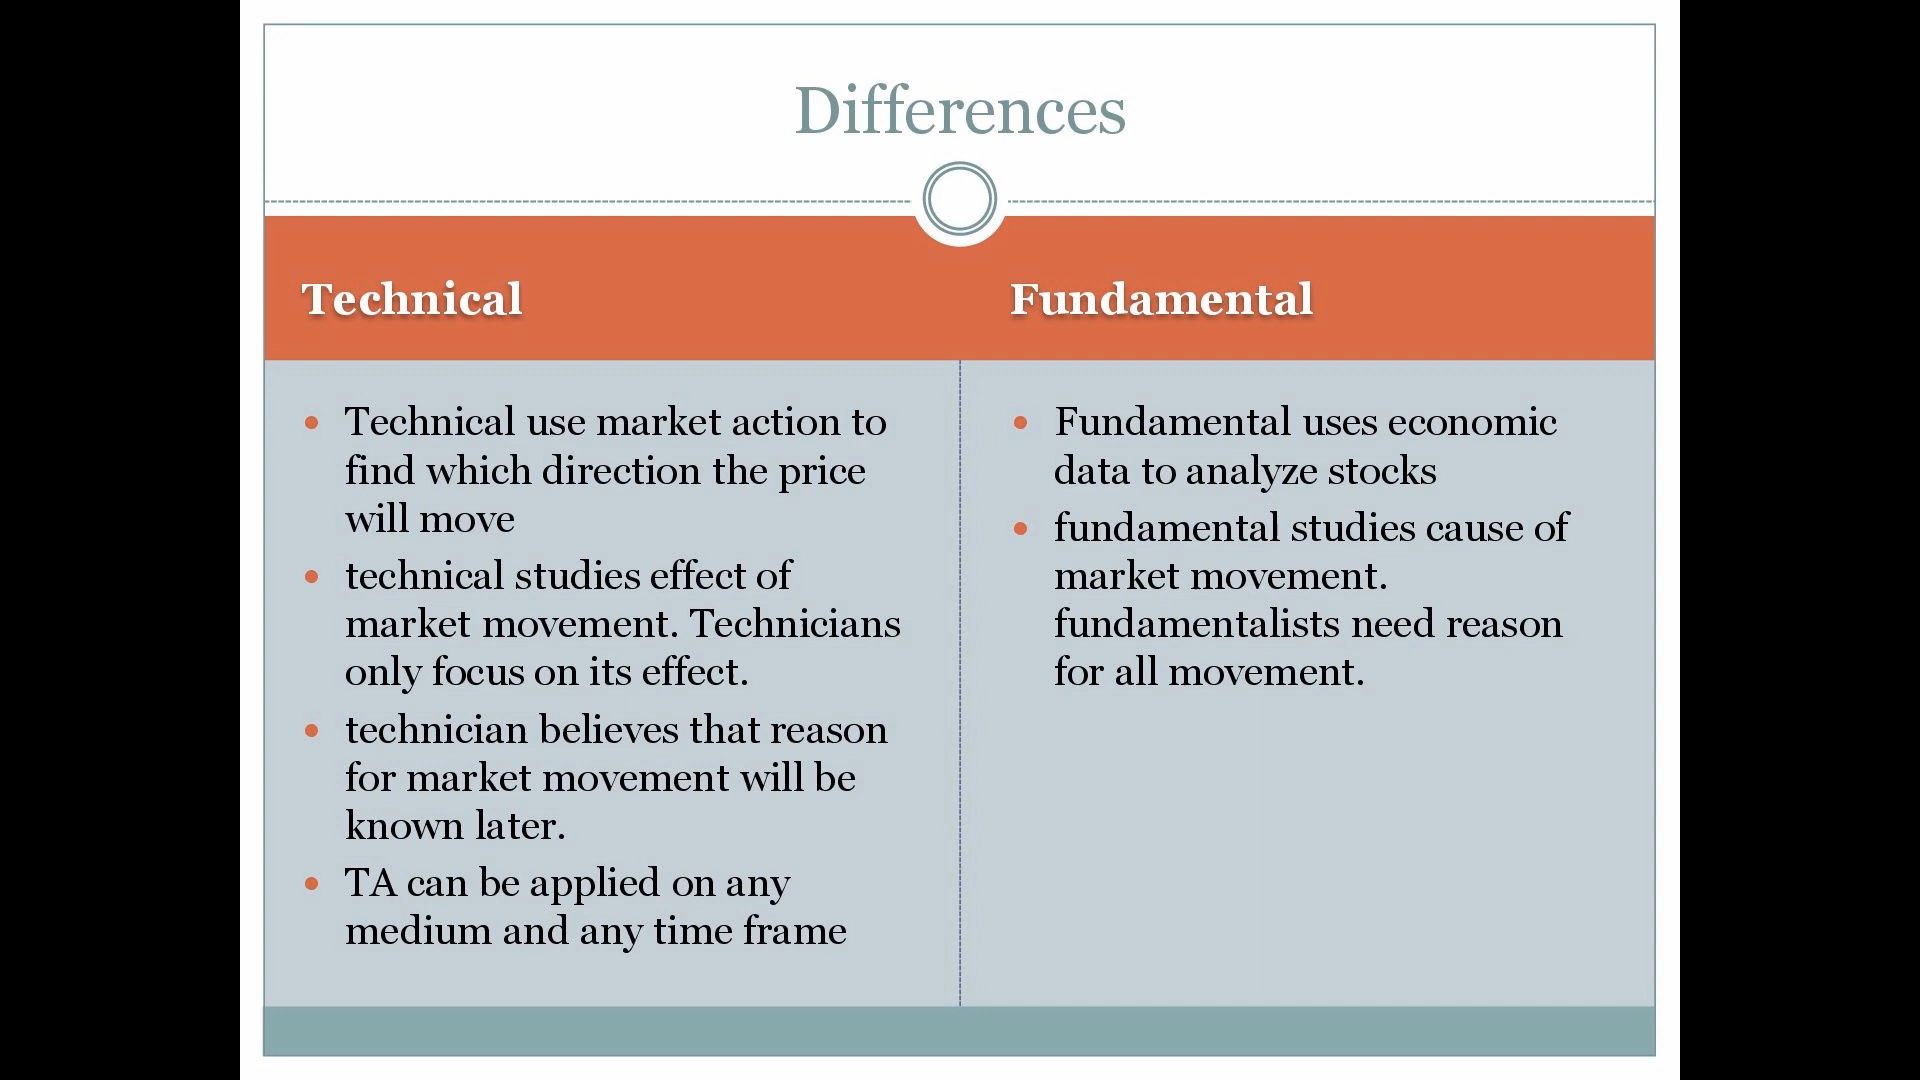 Differences
Technical
Fundamental
Technical use market action to
find which direction the price
will move
technical studies effect of
market movement. Technicians
only focus on its effect.
technician believes that reason
for market movement will be
known later.
TA can be applied on any
medium and any time frame
Fundamental uses economic
data to analyze stocks
fundamental studies cause of
market movement.
fundamentalists need reason
for all movement.